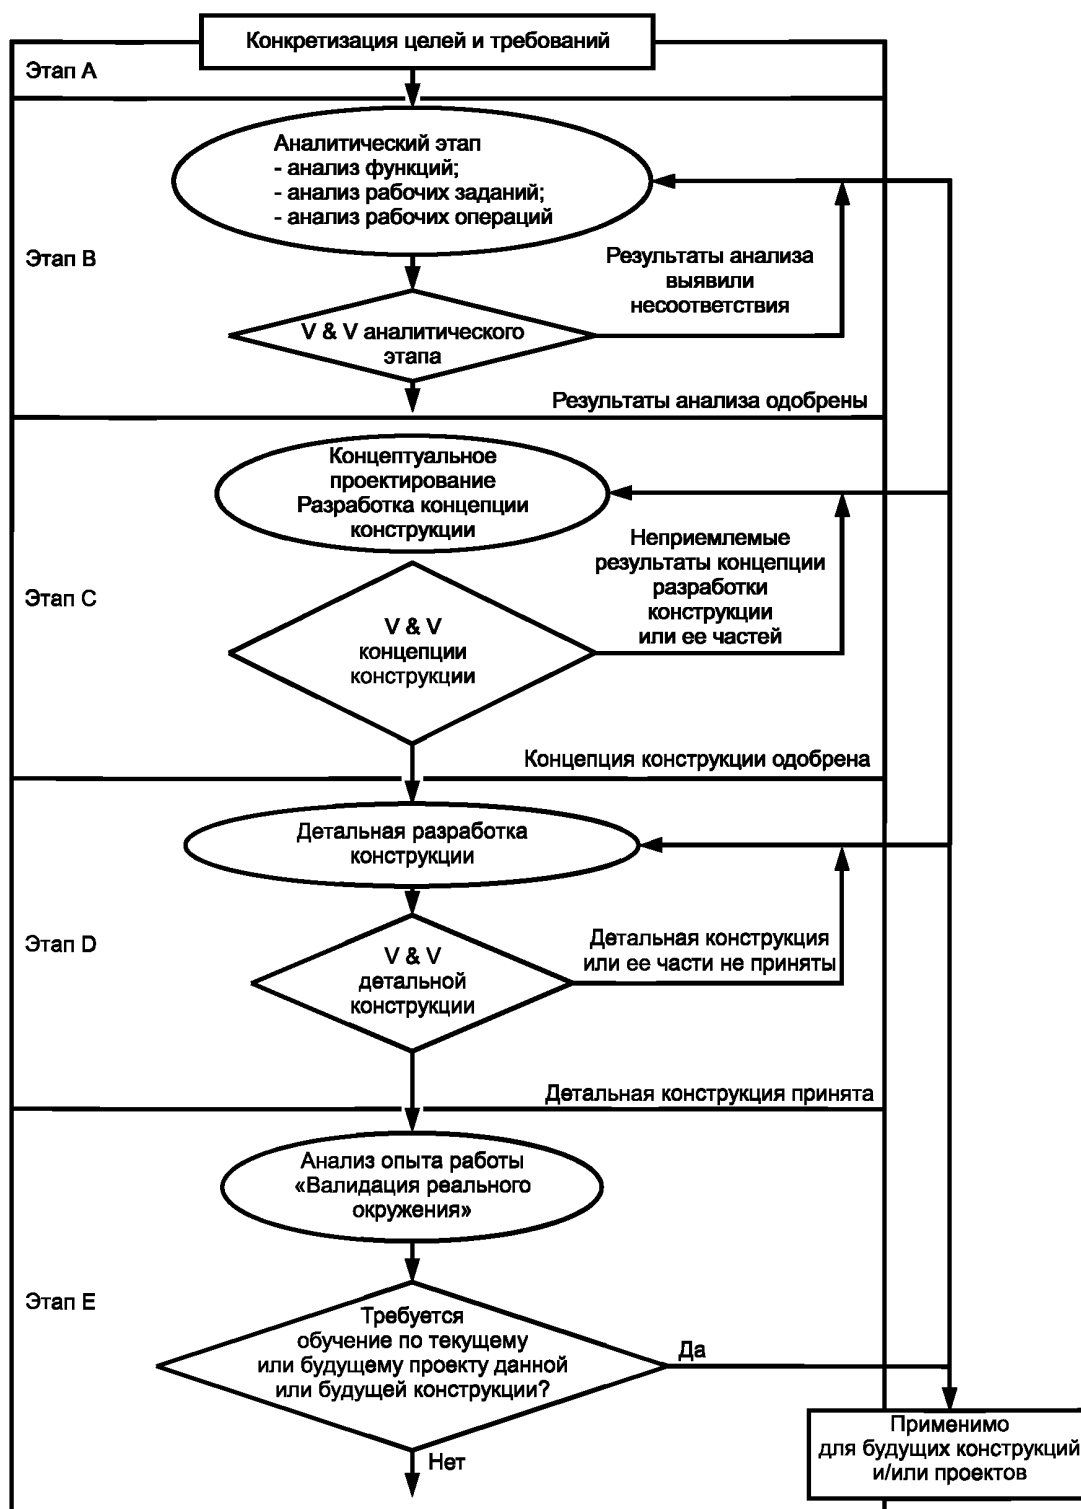 Конкретизация целей и требований
Этап A
Аналитический этап
- анализ функций;
- анализ рабочих заданий;
- анализ рабочих операций
Этап B
Результаты анализа
выявили
несоответствия
V & V аналитического
этапа
Результаты анализа одобрены
Концептуальное
проектирование
Разработка концепции
конструкции
Неприемлемые
результаты концепции
разработки
конструкции
или ее частей
Этап C
V & V
концепции
конструкции
Концепция конструкции одобрена
Детальная разработка
конструкции
Этап D
Детальная конструкция
или ее части не приняты
V & V
детальной
конструкции
Детальная конструкция принята
Анализ опыта работы
«Валидация реального
окружения»
Этап E
Требуется
обучение по текущему
или будущему проекту данной
или будущей конструкции?
Да
Нет
Применимо
для будущих конструкций
и/или проектов